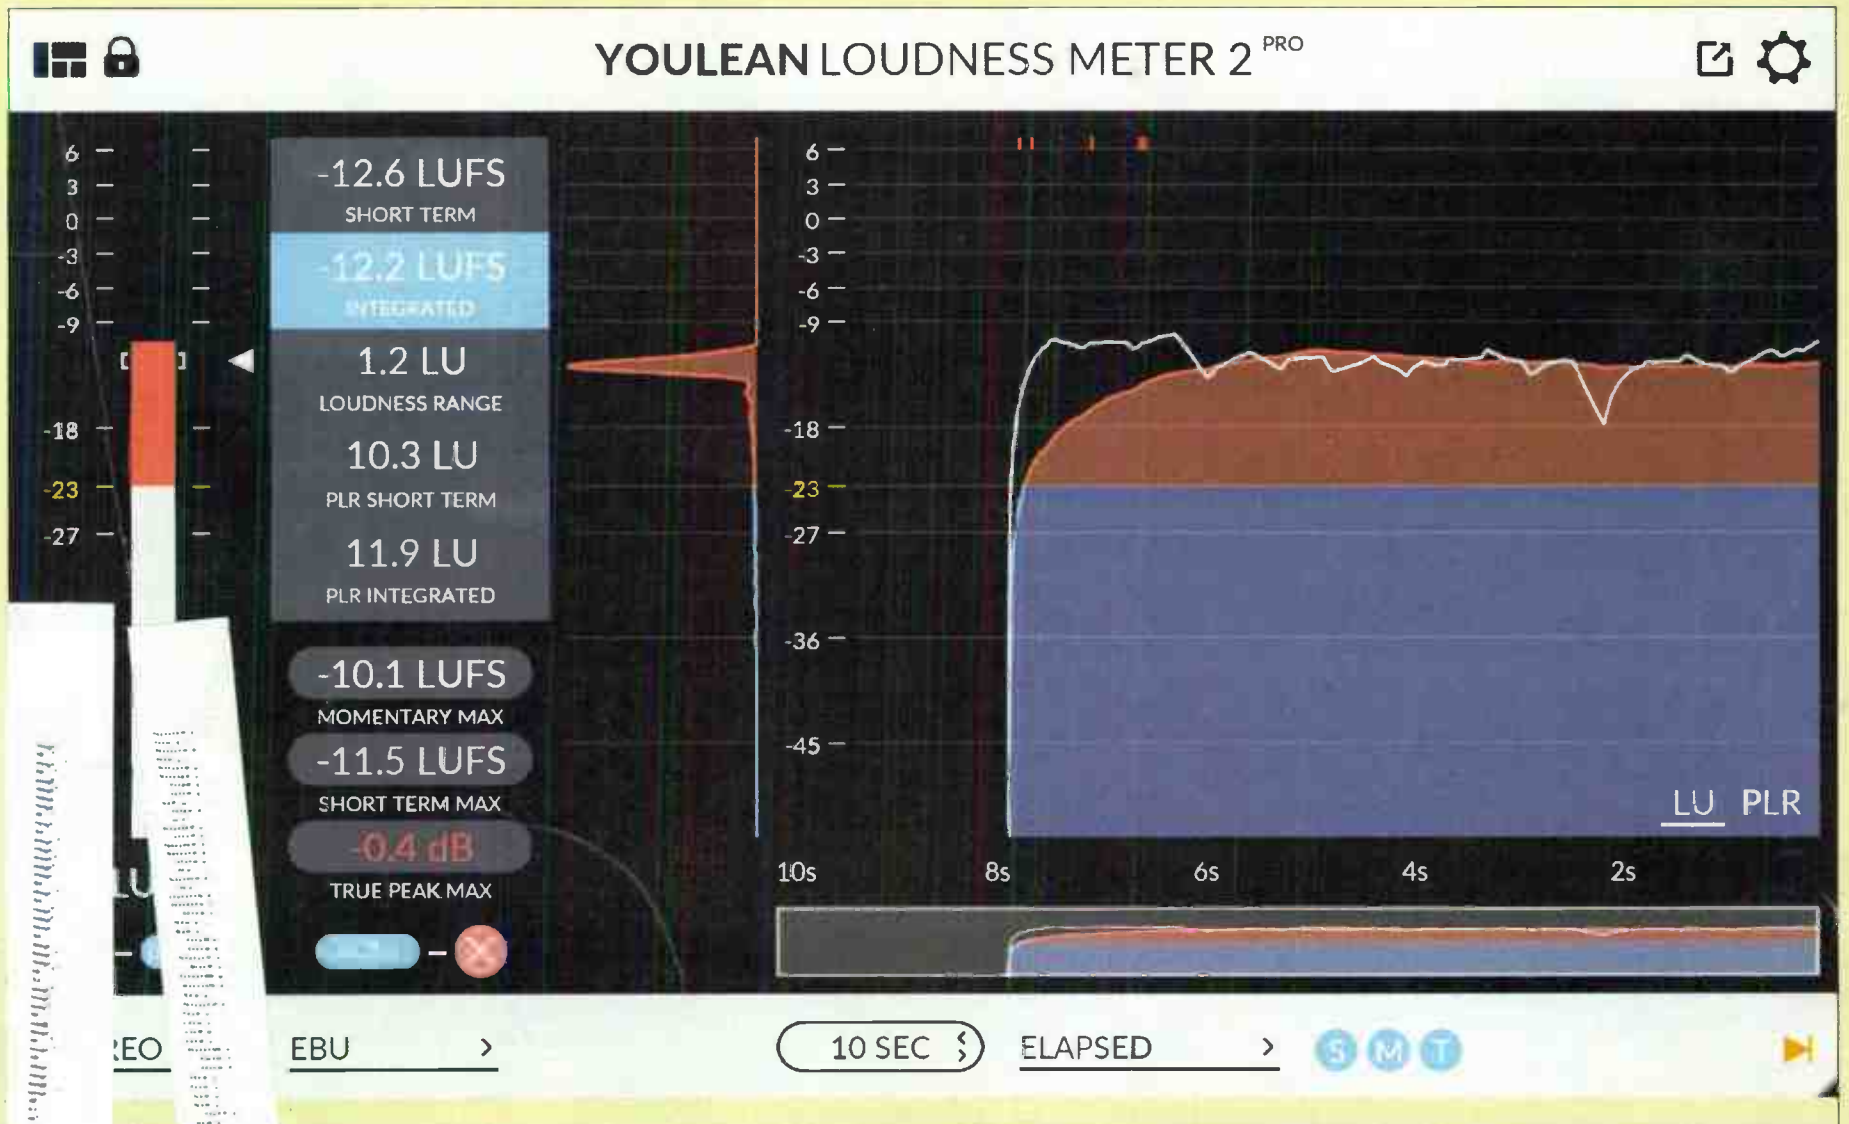 YOULEAN LOUDNESS METER 2 PRO
6
3
0
-3
-6
-9
-18
-23
-27
-12.6 LUFS
SHORT TERM
-12.2 LUFS
INTEGRATED
1.2 LU
LOUDNESS RANGE
10.3 LU
PLR SHORT TERM
11.9 LU
PLR INTEGRATED
-10.1 LUFS
MOMENTARY MAX
-11.5 LUFS
SHORT TERM MAX
-0.4 dB
TRUE PEAK MAX
6
3
0
-3
-6
-9
-18
-23
-27
-36
-45
LU PLR
10s 8s 6s 4s 2s
EBU
10 SEC
ELAPSED
S M T